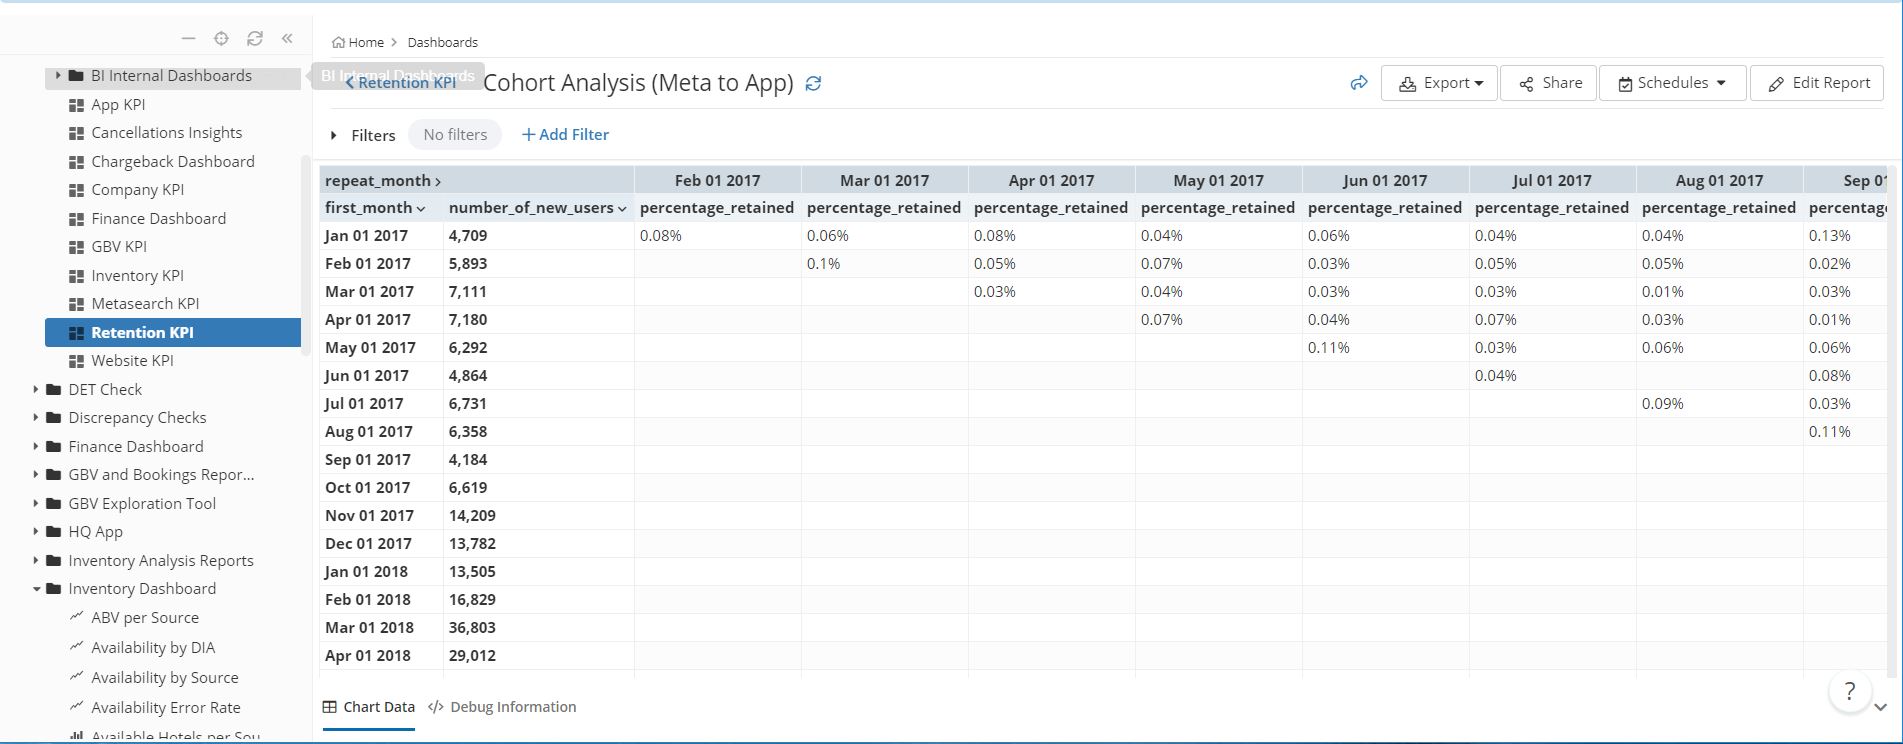 Home > Dashboards
BI Internal Dashboards
BI Internal Dashboards
Retention KPI
Cohort Analysis (Meta to App)
Export
Share
Schedules
Edit Report
App KPI
Cancellations Insights
Chargeback Dashboard
Company KPI
Finance Dashboard
GBV KPI
Inventory KPI
Metasearch KPI
Retention KPI
Website KPI
DET Check
Discrepancy Checks
Finance Dashboard
GBV and Bookings Repor...
GBV Exploration Tool
HQ App
Inventory Analysis Reports
Inventory Dashboard
ABV per Source
Availability by DIA
Availability by Source
Availability Error Rate
Available Hotels per Sou
Filters No filters + Add Filter
repeat_month > Feb 01 2017 Mar 01 2017 Apr 01 2017 May 01 2017 Jun 01 2017 Jul 01 2017 Aug 01 2017 Sep 01
first_month number_of_new_users percentage_retained percentage_retained percentage_retained percentage_retained percentage_retained percentage_retained percentage_retained percentag
Jan 01 2017 4,709 0.08% 0.06% 0.08% 0.04% 0.06% 0.04% 0.04% 0.13%
Feb 01 2017 5,893 0.1% 0.05% 0.07% 0.03% 0.05% 0.05% 0.02%
Mar 01 2017 7,111 0.03% 0.04% 0.03% 0.03% 0.01% 0.03%
Apr 01 2017 7,180 0.07% 0.04% 0.07% 0.03% 0.01%
May 01 2017 6,292 0.11% 0.03% 0.06% 0.06%
Jun 01 2017 4,864 0.04% 0.08%
Jul 01 2017 6,731 0.09% 0.03%
Aug 01 2017 6,358 0.11%
Sep 01 2017 4,184
Oct 01 2017 6,619
Nov 01 2017 14,209
Dec 01 2017 13,782
Jan 01 2018 13,505
Feb 01 2018 16,829
Mar 01 2018 36,803
Apr 01 2018 29,012
Chart Data </> Debug Information
?